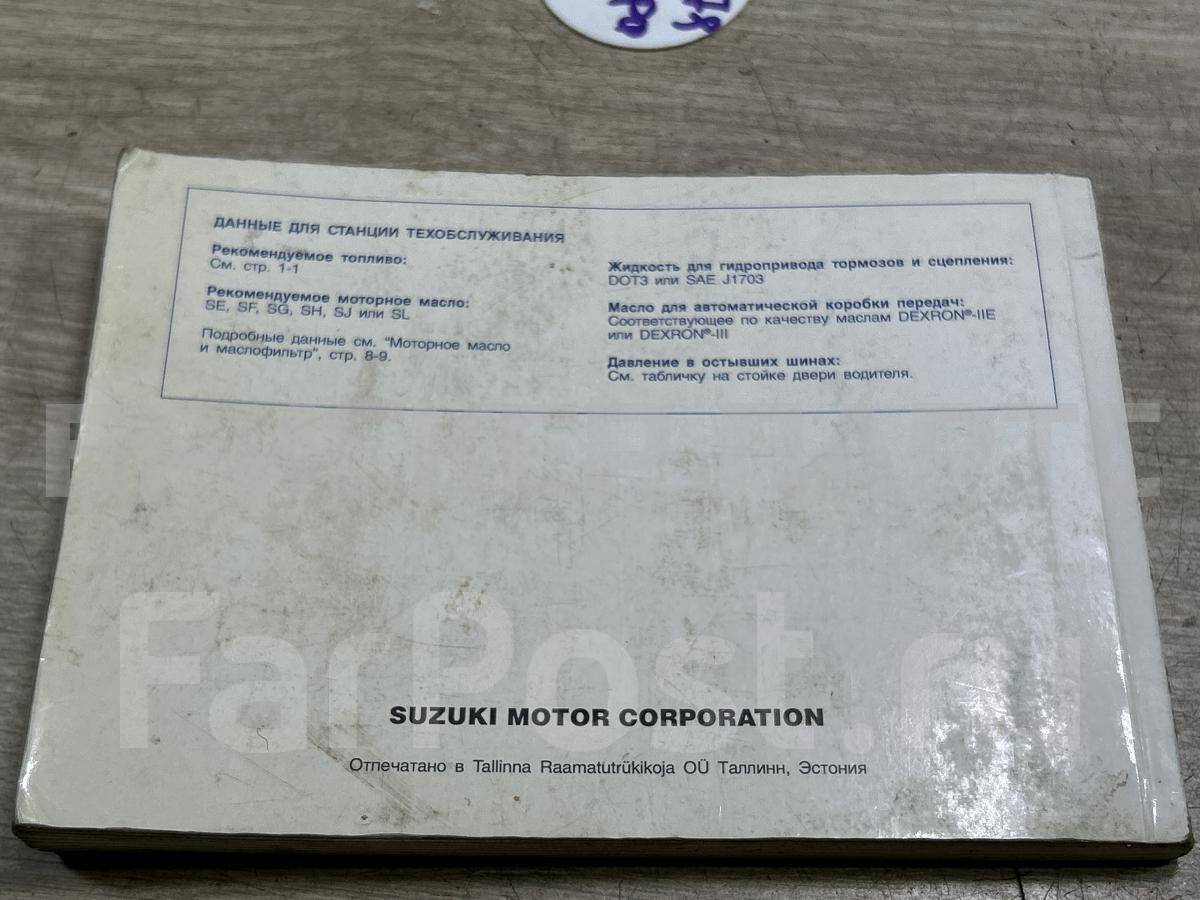 ДАННЫЕ ДЛЯ СТАНЦИИ ТЕХОБСЛУЖИВАНИЯ
Рекомендуемое топливо:
См. стр. 1-1
Рекомендуемое моторное масло:
SE, SF, SG, SH, SJ или SL
Подробные данные см. "Моторное масло
и маслофильтр", стр. 8-9.
Жидкость для гидропривода тормозов и сцепления:
DOT3 или SAE J1703
Масло для автоматической коробки передач:
Соответствующее по качеству маслам DEXRON®-IIE
или DEXRON®-III
Давление в остывших шинах:
См. табличку на стойке двери водителя.
FarPost.ru
SUZUKI MOTOR CORPORATION
Отпечатано в Tallinna Raamatutrükikoja OÜ Таллинн, Эстония